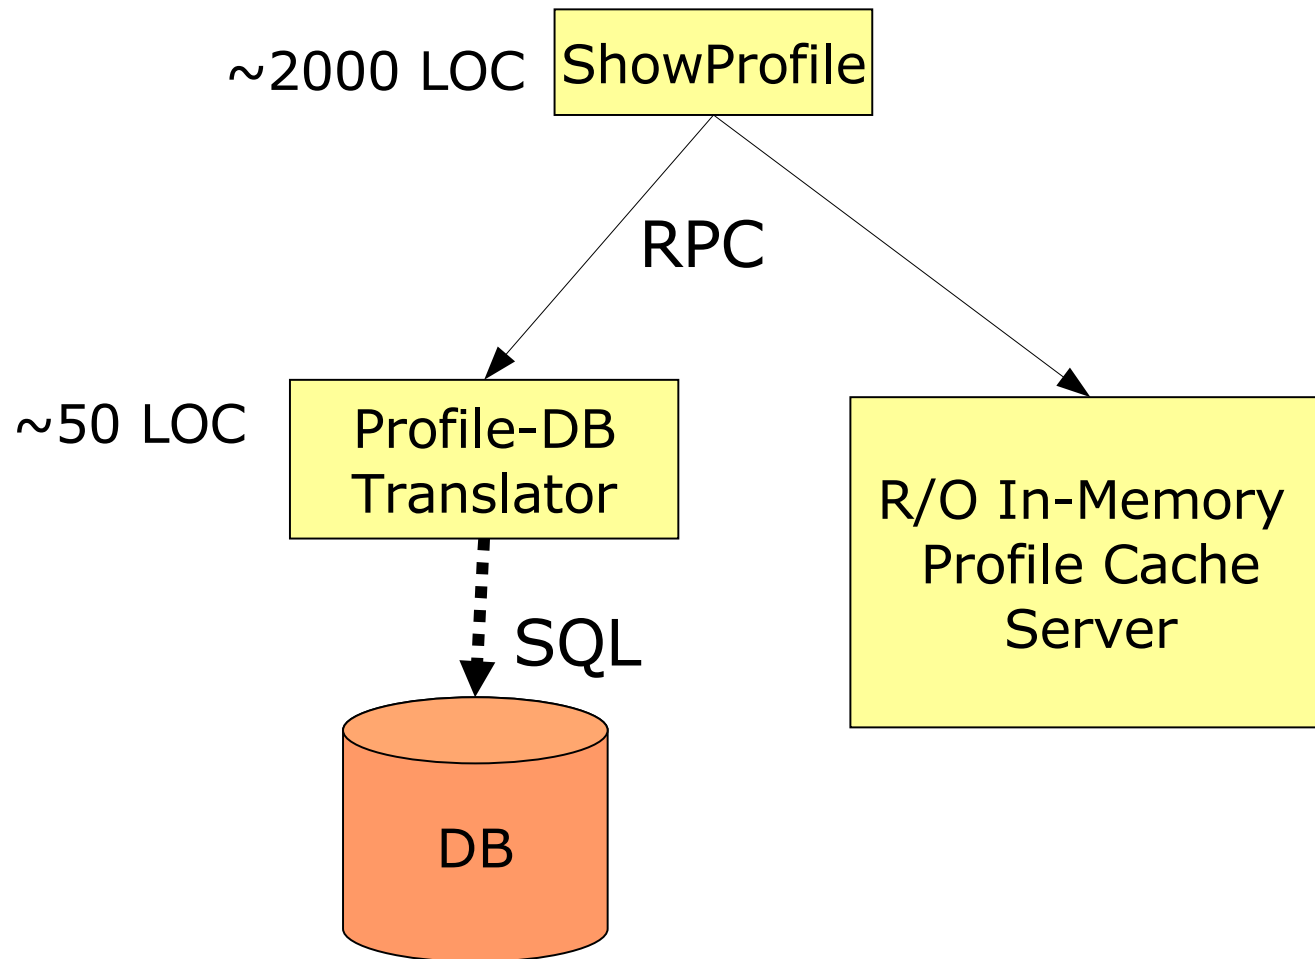 ~2000 LOC
ShowProfile
RPC
~50 LOC
Profile-DB
Translator
R/O In-Memory
Profile Cache
Server
SQL
DB